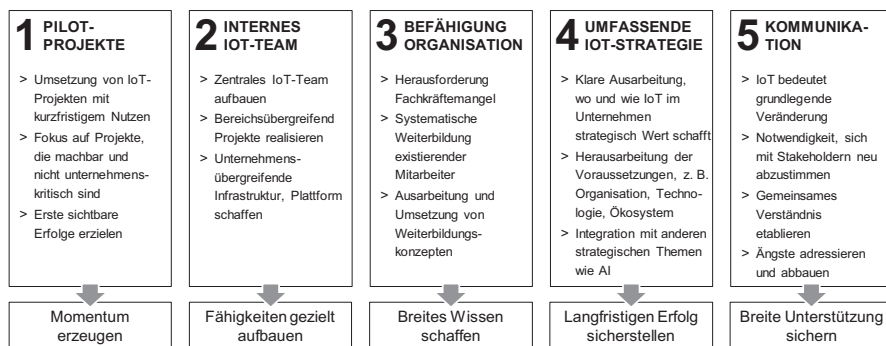 1 PILOT-
PROJEKTE
> Umsetzung von IoT-
Projekten mit
kurzfristigem Nutzen
> Fokus auf Projekte,
die machbar und
nicht unternehmens-
kritisch sind
> Erste sichtbare
Erfolge erzielen
Momentum
erzeugen
2 INTERNES
IOT-TEAM
> Zentrales IoT-Team
aufbauen
> Bereichsübergreifend
Projekte realisieren
> Unternehmens-
übergreifende
Infrastruktur, Plattform
schaffen
Fähigkeiten gezielt
aufbauen
3 BEFÄHIGUNG
ORGANISATION
> Herausforderung
Fachkräftemangel
> Systematische
Weiterbildung
existierender
Mitarbeiter
> Ausarbeitung und
Umsetzung von
Weiterbildungs-
konzepten
Breites Wissen
schaffen
4 UMFASSENDE
IOT-STRATEGIE
> Klare Ausarbeitung,
wo und wie IoT im
Unternehmen
strategisch Wert schafft
> Herausarbeitung der
Voraussetzungen, z. B.
Organisation, Techno-
logie, Ökosystem
> Integration mit anderen
strategischen Themen
wie AI
Langfristigen Erfolg
sicherstellen
5 KOMMUNIKA-
TION
> IoT bedeutet
grundlegende
Veränderung
> Notwendigkeit, sich
mit Stakeholdern neu
abzustimmen
> Gemeinsames
Verständnis
etablieren
> Ängste adressieren
und abbauen
Breite Unterstützung
sichern